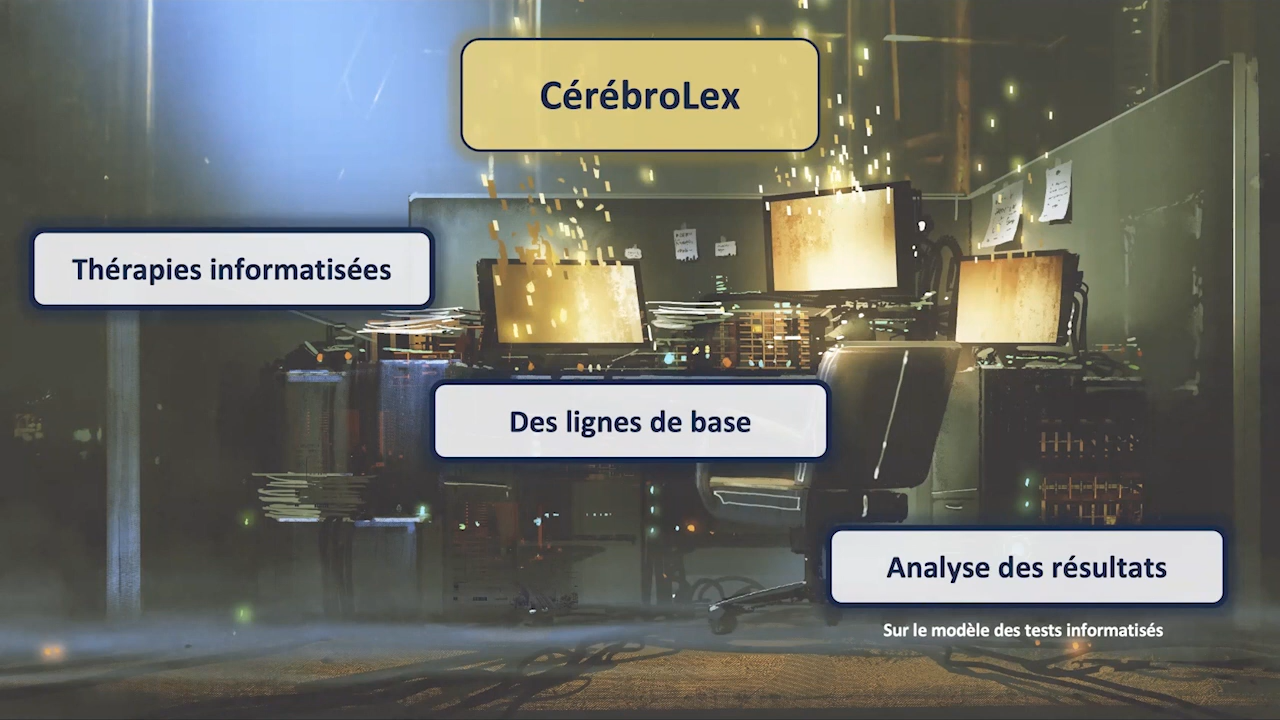 CérébroLex
Thérapies informatisées
Des lignes de base
Analyse des résultats
Sur le modèle des tests informatisés